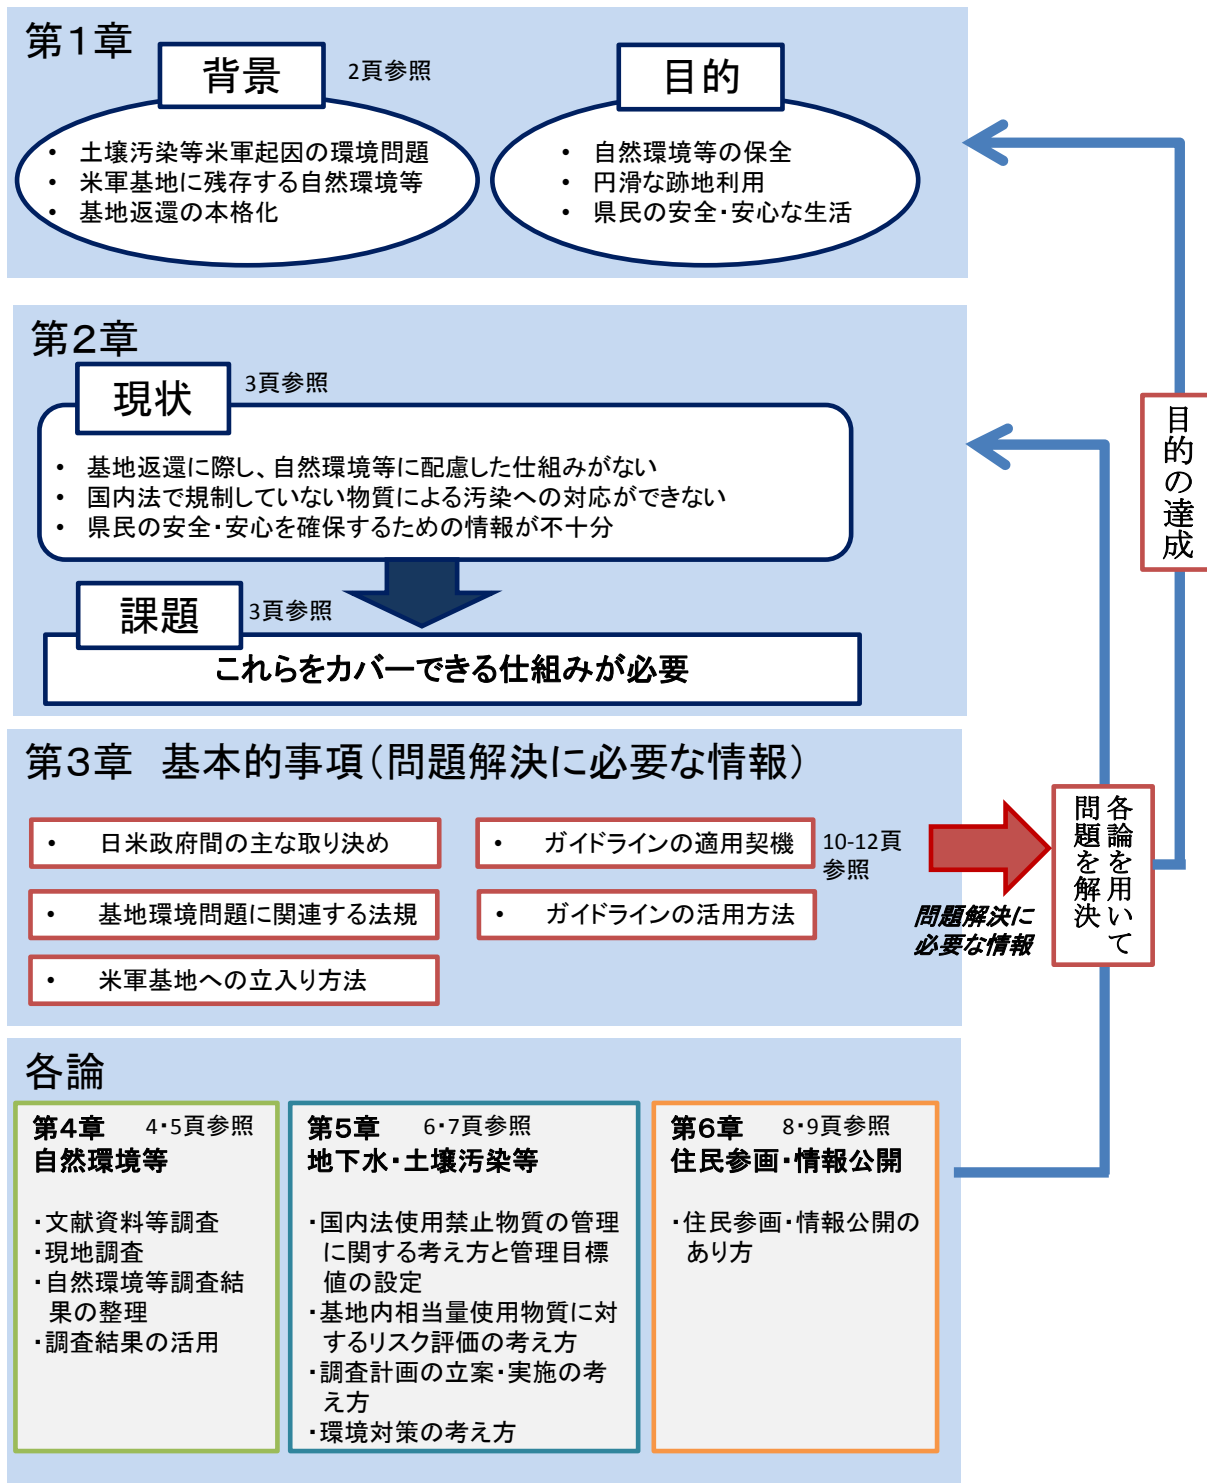 第1章
背景
2頁参照
・ 土壌汚染等米軍起因の環境問題
・ 米軍基地に残存する自然環境等
・ 基地返還の本格化
目的
・ 自然環境等の保全
・ 円滑な跡地利用
・ 県民の安全・安心な生活
第2章
現状
3頁参照
・ 基地返還に際し、自然環境等に配慮した仕組みがない
・ 国内法で規制していない物質による汚染への対応ができない
・ 県民の安全・安心を確保するための情報が不十分
課題
3頁参照
これらをカバーできる仕組みが必要
第3章 基本的事項(問題解決に必要な情報)
・ 日米政府間の主な取り決め
・ 基地環境問題に関連する法規
・ 米軍基地への立入り方法
・ ガイドラインの適用契機
・ ガイドラインの活用方法
10-12頁
参照
問題解決に
必要な情報
各論を用いて
問題を解決
目的の達成
各論
第4章 4・5頁参照
自然環境等
・文献資料等調査
・現地調査
・自然環境等調査結
果の整理
・調査結果の活用
第5章 6・7頁参照
地下水・土壌汚染等
・国内法使用禁止物質の管理
に関する考え方と管理目標
値の設定
・基地内相当量使用物質に対
するリスク評価の考え方
・調査計画の立案・実施の考
え方
・環境対策の考え方
第6章 8・9頁参照
住民参画・情報公開
・住民参画・情報公開の
あり方